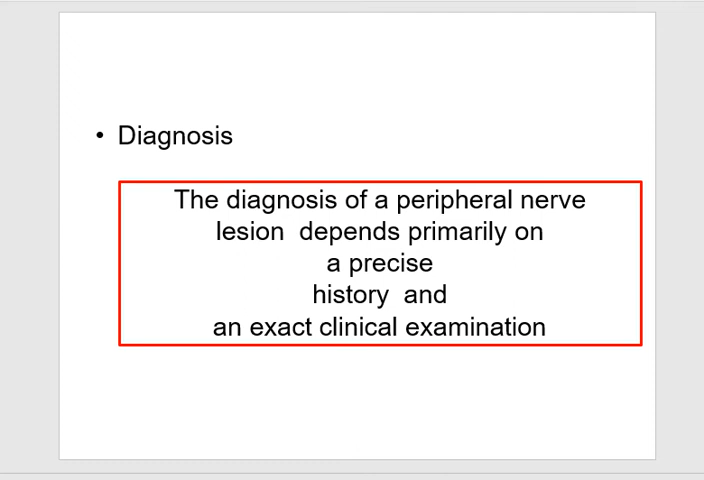 • Diagnosis
The diagnosis of a peripheral nerve
lesion  depends primarily on
a precise
history  and
an exact clinical examination